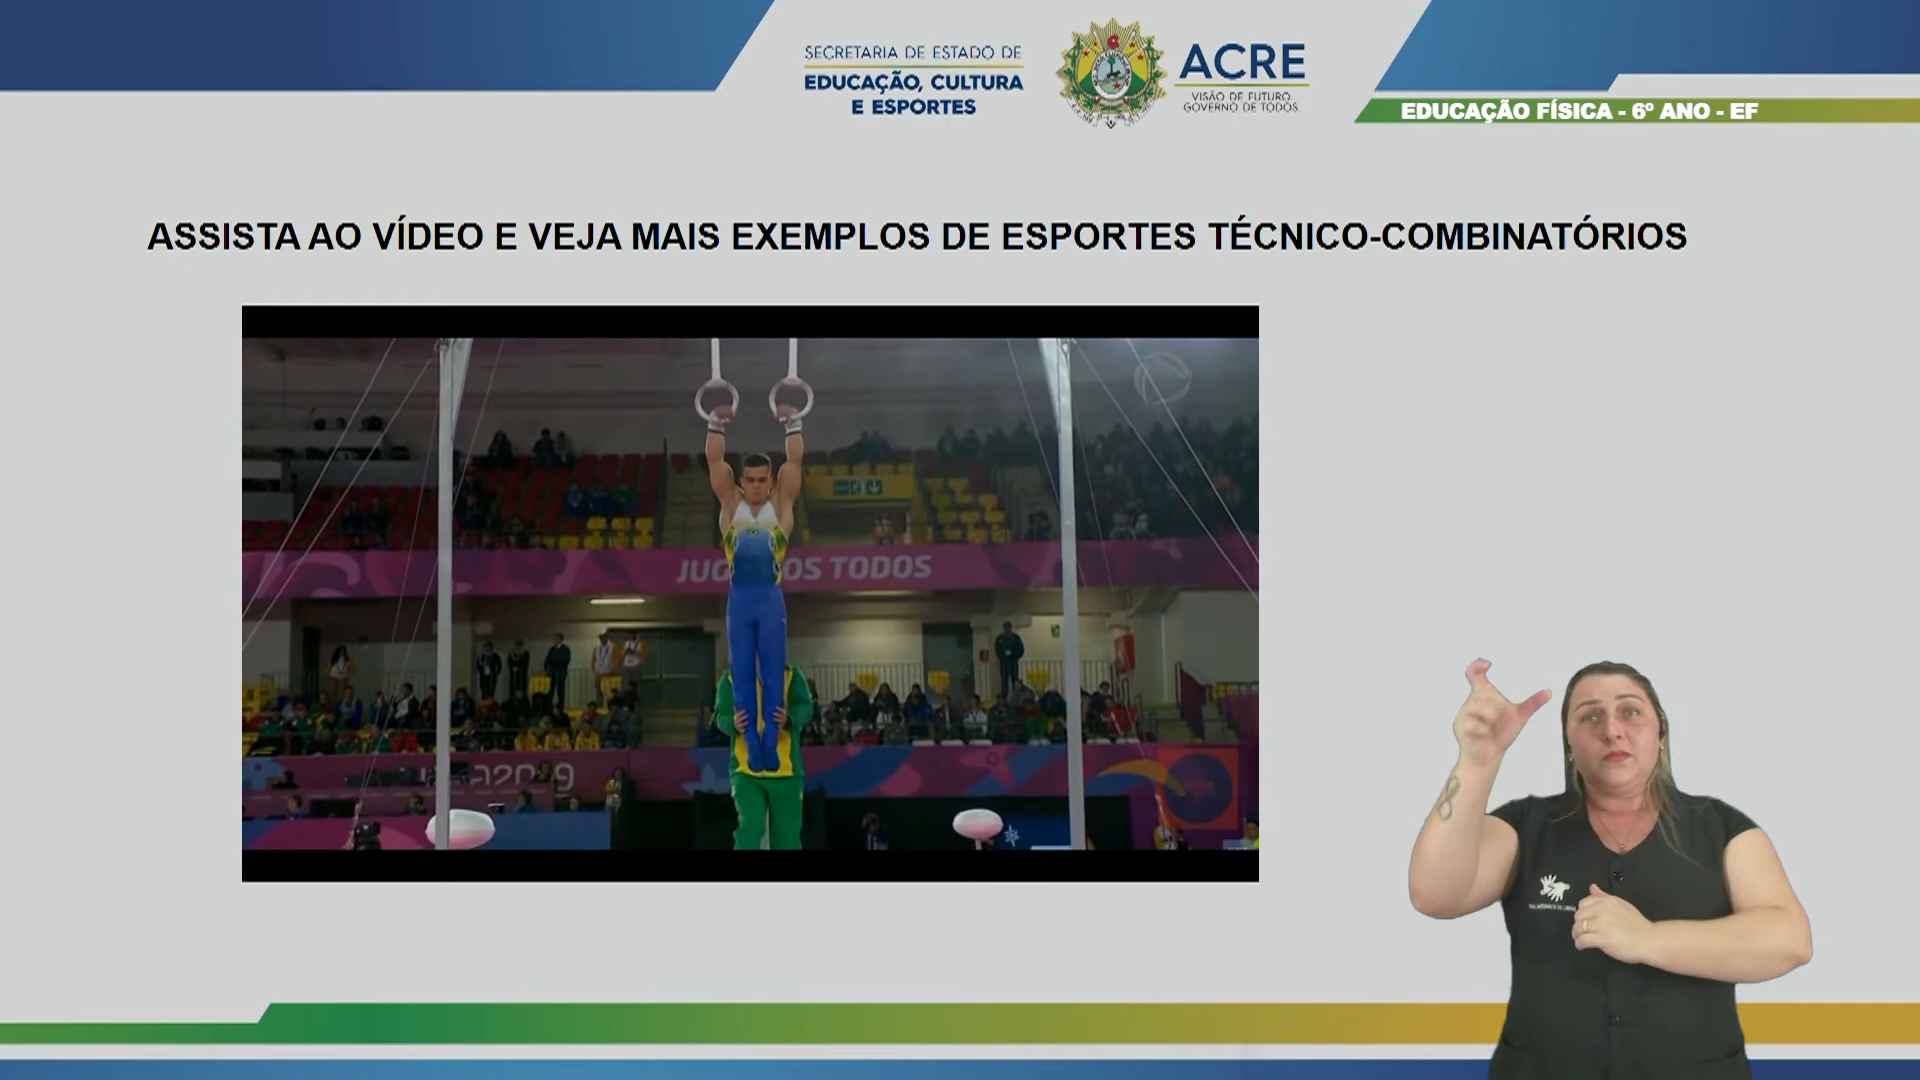 SECRETARIA DE ESTADO DE
EDUCAÇÃO, CULTURA
E ESPORTES
ACRE
VISÃO DE FUTURO.
GOVERNO DE TODOS.
EDUCAÇÃO FÍSICA - 6º ANO - EF
ASSISTA AO VÍDEO E VEJA MAIS EXEMPLOS DE ESPORTES TÉCNICO-COMBINATÓRIOS
TODOS